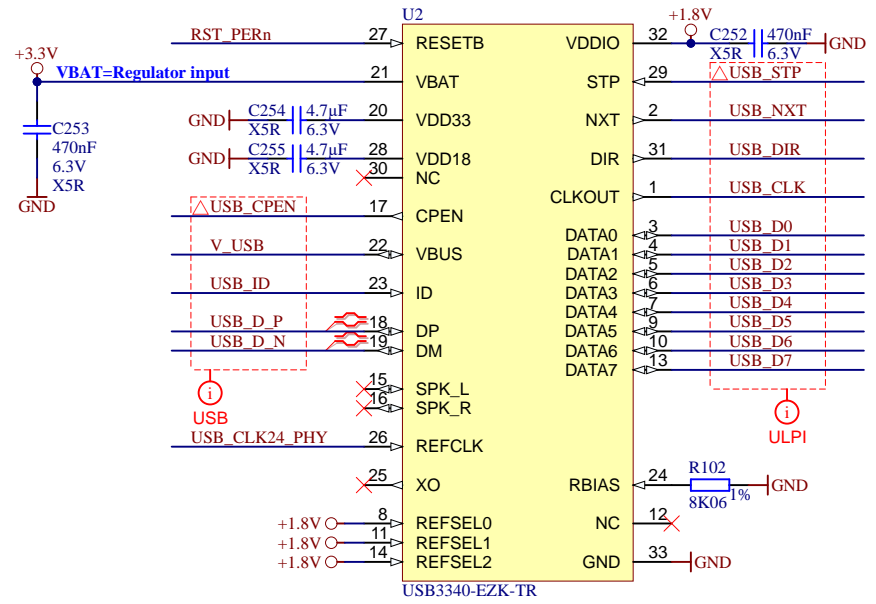 U2
RST_PERn 27 RESETB
+3.3V
VBAT=Regulator input 21 VBAT
C253
470nF
6.3V
X5R
GND
GND C254 4.7µF 20 VDD33
X5R 6.3V
GND C255 4.7µF 28 VDD18
X5R 6.3V
30 NC
USB_CPEN 17 CPEN
V_USB 22 VBUS
USB_ID 23 ID
USB_D_P 18 DP
USB_D_N 19 DM
i
USB
15 SPK_L
16 SPK_R
USB_CLK24_PHY 26 REFCLK
25 XO
+1.8V 8 REFSEL0
+1.8V 11 REFSEL1
+1.8V 14 REFSEL2
+1.8V
VDDIO 32 C252 470nF GND
X5R 6.3V
STP 29 USB_STP
NXT 2 USB_NXT
DIR 31 USB_DIR
CLKOUT 1 USB_CLK
DATA0 3 USB_D0
DATA1 4 USB_D1
DATA2 5 USB_D2
DATA3 6 USB_D3
DATA4 7 USB_D4
DATA5 9 USB_D5
DATA6 10 USB_D6
DATA7 13 USB_D7
i
ULPI
RBIAS 24 R102 GND
8K06 1%
NC 12
GND 33 GND
USB3340-EZK-TR